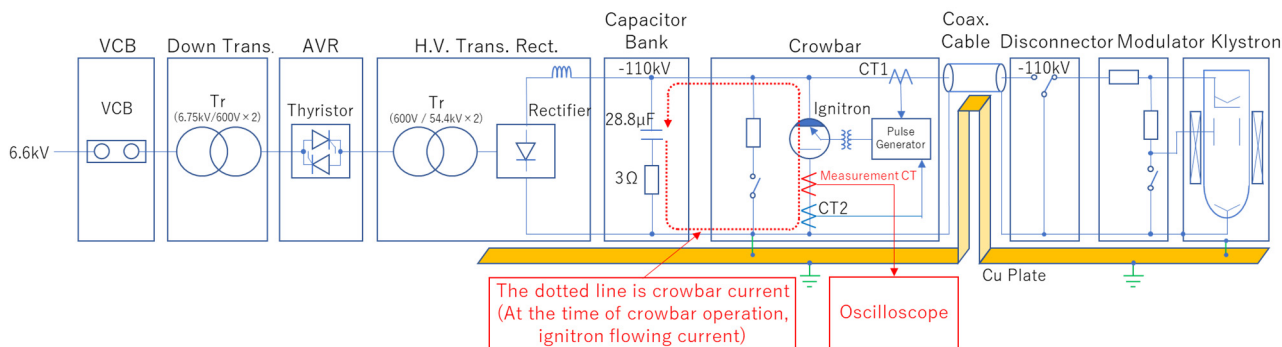 VCB
Down Trans.
AVR
H.V. Trans. Rect.
Capacitor
Bank
Crowbar
Coax.
Cable
Disconnector
Modulator
Klystron
6.6kV
VCB
Tr
(6.75kV/600V×2)
Thyristor
Tr
(600V / 54.4kV×2)
Rectifier
-110kV
28.8μF
3Ω
CT1
Ignitron
Pulse
Generator
Measurement CT
CT2
-110kV
Cu Plate
The dotted line is crowbar current
(At the time of crowbar operation,
ignitron flowing current)
Oscilloscope